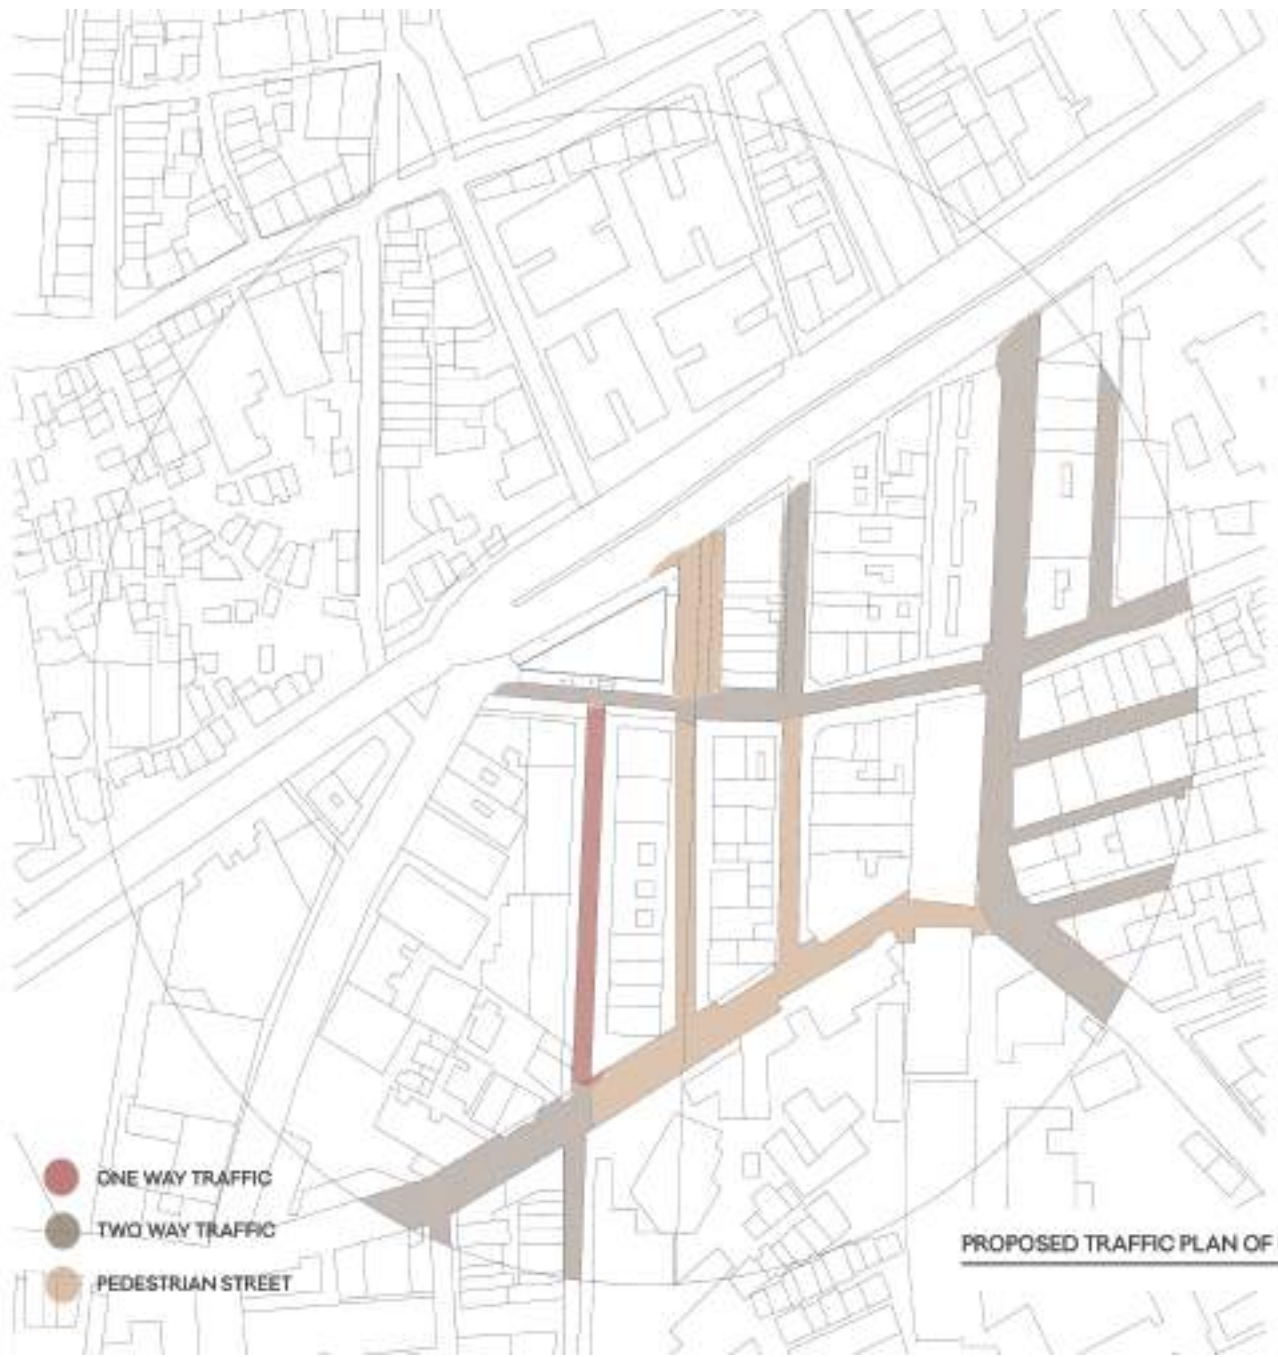 ONE WAY TRAFFIC
TWO WAY TRAFFIC
PEDESTRIAN STREET
PROPOSED TRAFFIC PLAN OF